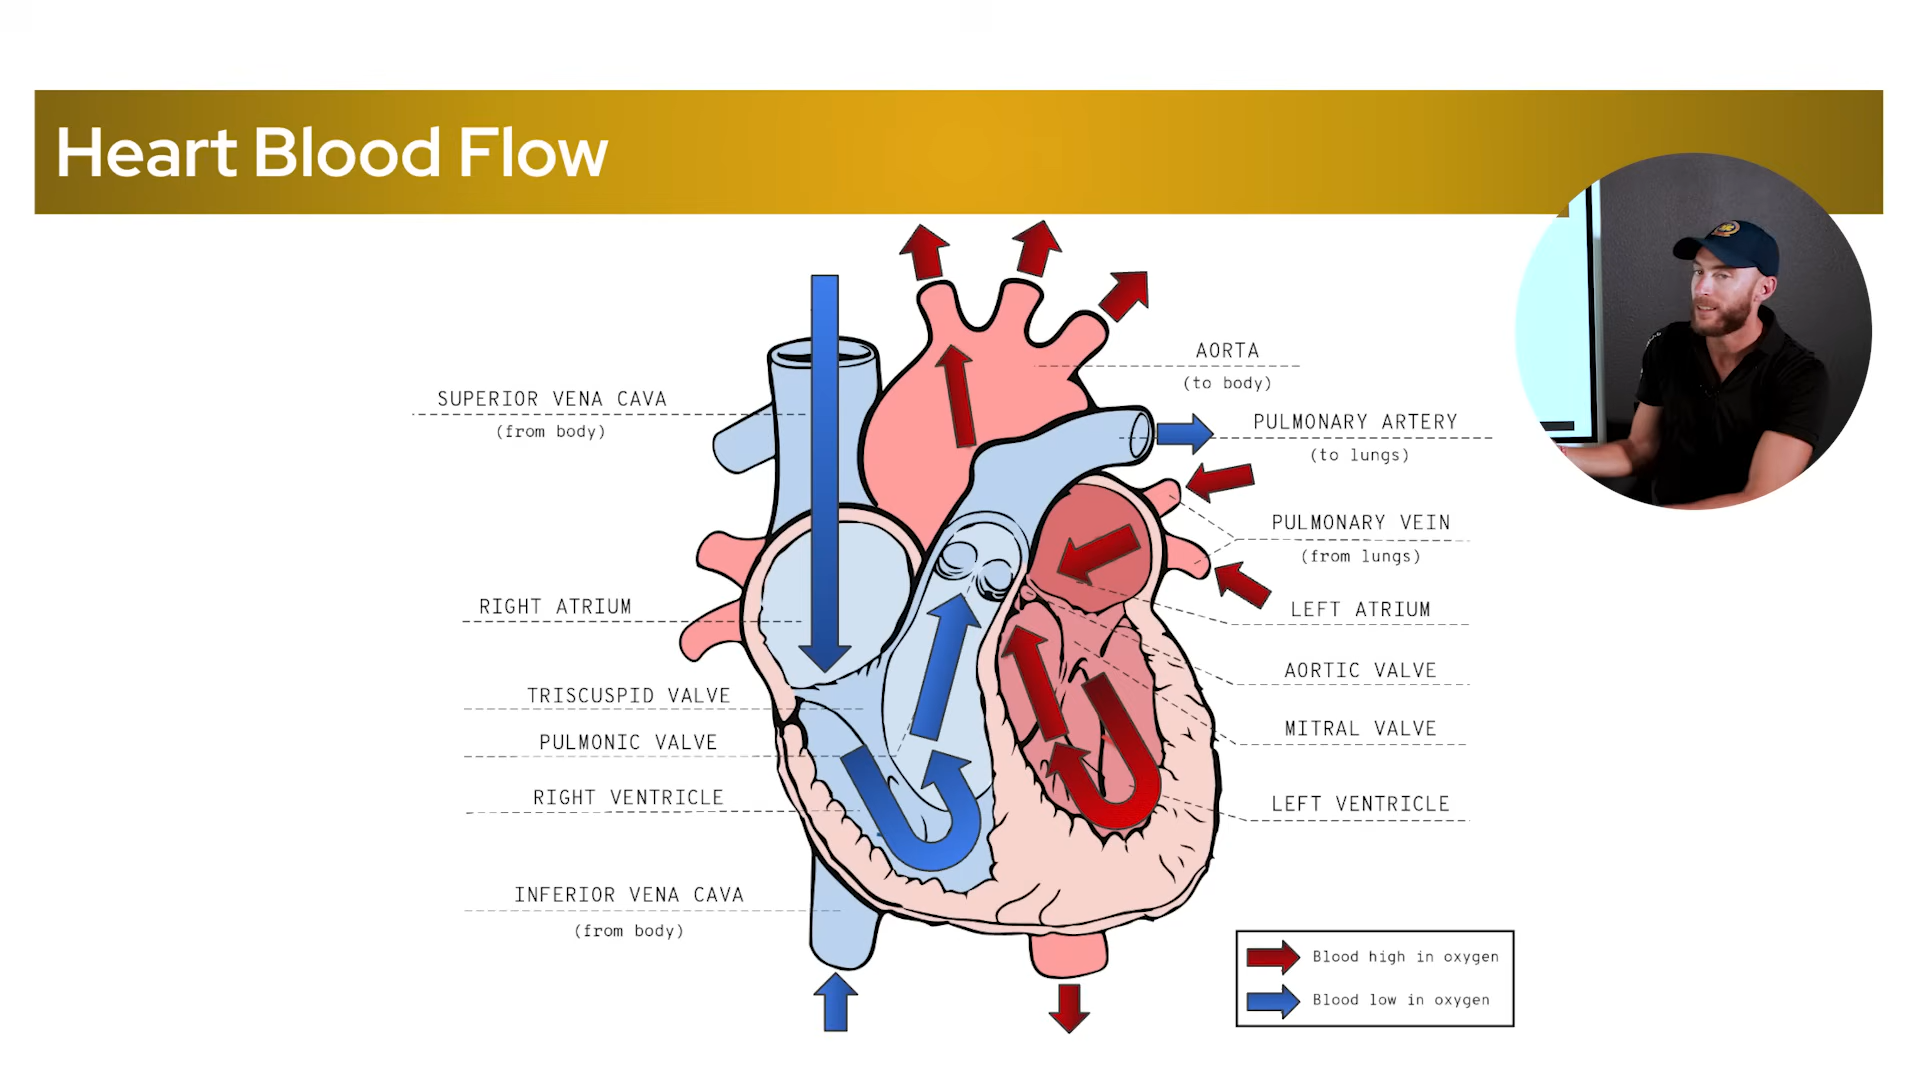 Heart Blood Flow
AORTA
(to body)
SUPERIOR VENA CAVA
(from body)
PULMONARY ARTERY
(to lungs)
PULMONARY VEIN
(from lungs)
RIGHT ATRIUM
LEFT ATRIUM
AORTIC VALVE
TRISCUSPID VALVE
MITRAL VALVE
PULMONIC VALVE
RIGHT VENTRICLE
LEFT VENTRICLE
INFERIOR VENA CAVA
(from body)
Blood high in oxygen
Blood low in oxygen